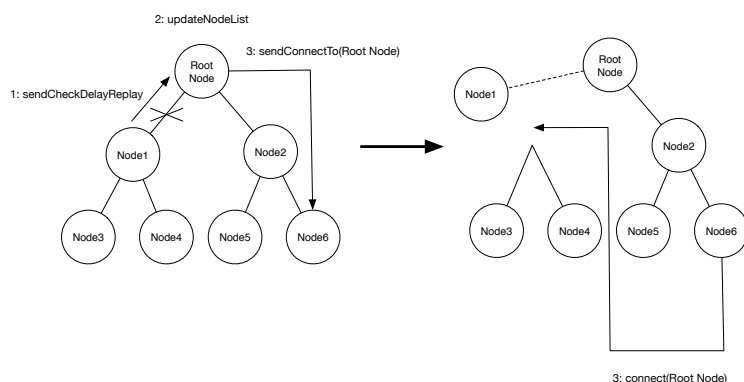 2: updateNodeList
3: sendConnectTo(Root Node)
1: sendCheckDelayReplay
Root
Node
Node1
Node2
Node3
Node4
Node5
Node6
Root
Node
Node1
Node2
Node3
Node4
Node5
Node6
3: connect(Root Node)